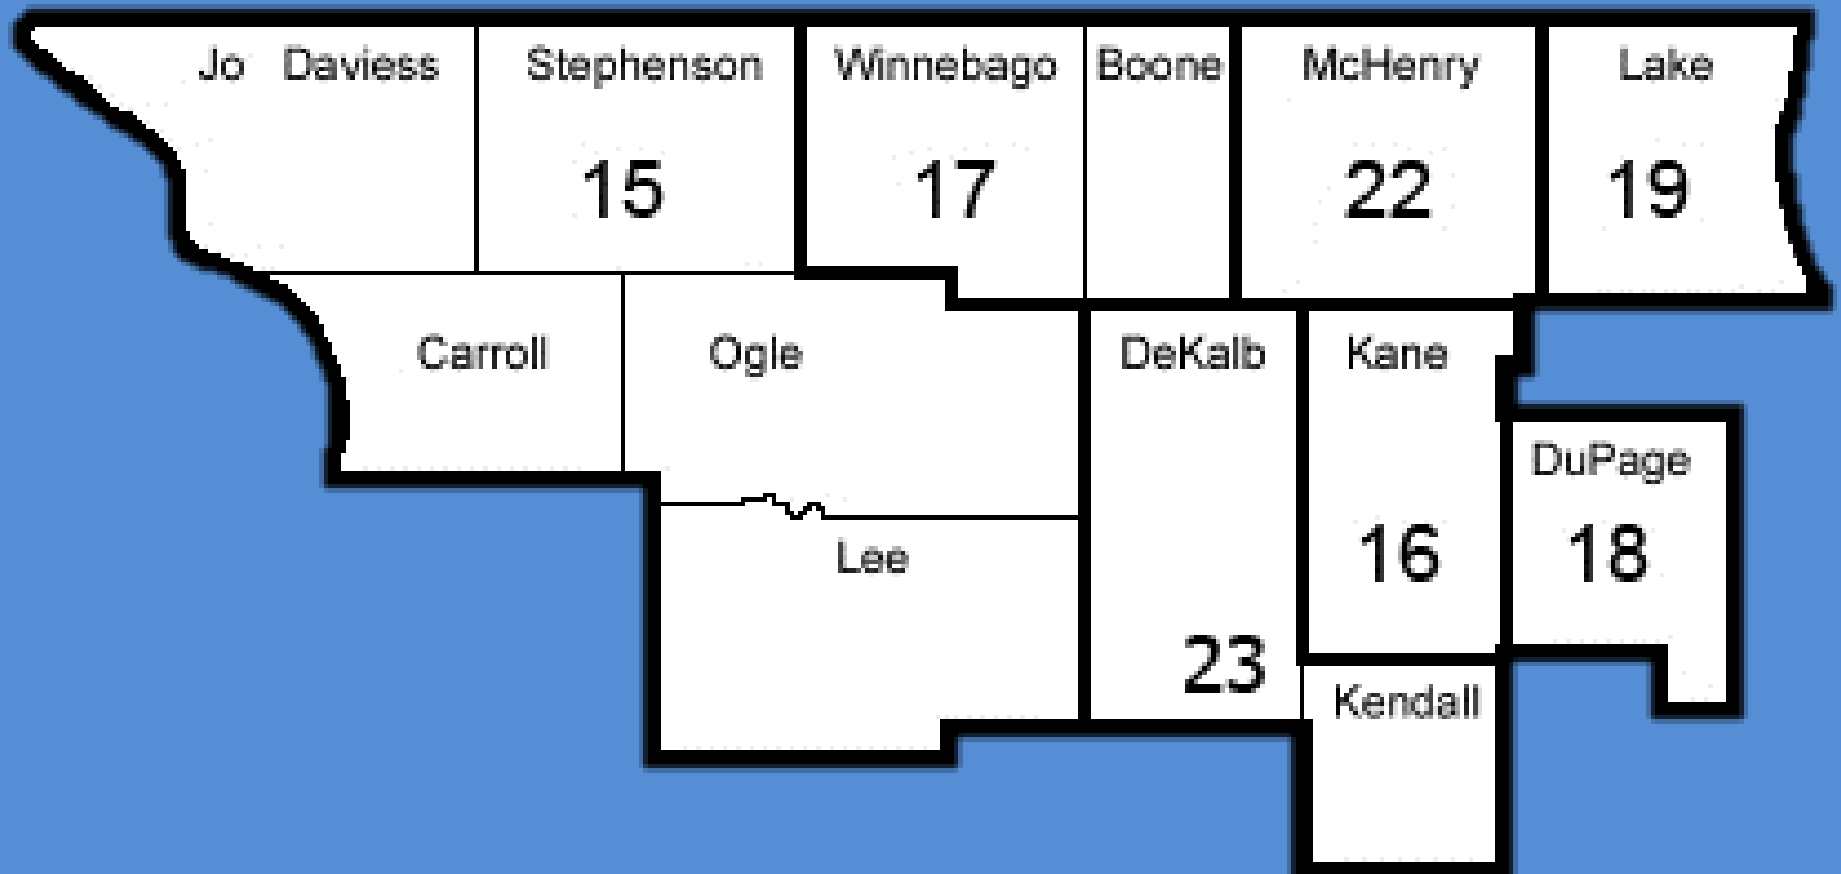 Jo Daviess
Stephenson
Winnebago
Boone
McHenry
Lake
15
17
22
19
Carroll
Ogle
DeKalb
Kane
DuPage
Lee
16
18
23
Kendall